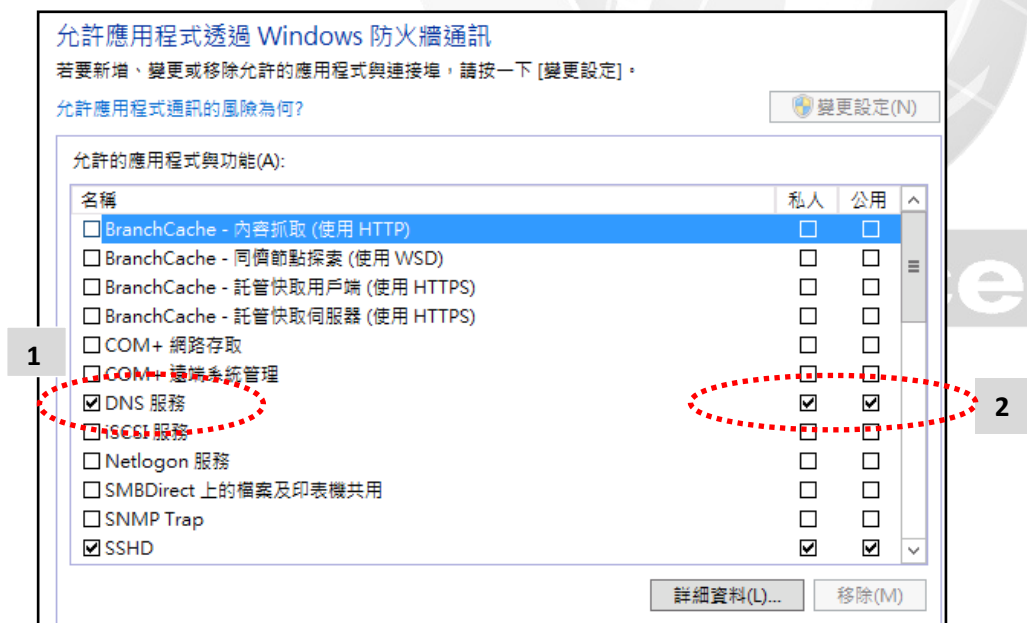 允許應用程式透過 Windows 防火牆通訊
若要新增、變更或移除允許的應用程式與連接埠，請按一下 [變更設定]。
允許應用程式通訊的風險為何?
變更設定(N)
允許的應用程式與功能(A):
名稱 私人 公用
BranchCache - 內容抓取 (使用 HTTP)
BranchCache - 同儕節點探索 (使用 WSD)
BranchCache - 託管快取用戶端 (使用 HTTPS)
BranchCache - 託管快取伺服器 (使用 HTTPS)
COM+ 網路存取
1
COM+ 遠端系統管理
DNS 服務
2
iSCSI 服務
Netlogon 服務
SMBDirect 上的檔案及印表機共用
SNMP Trap
SSHD
詳細資料(L)... 移除(M)